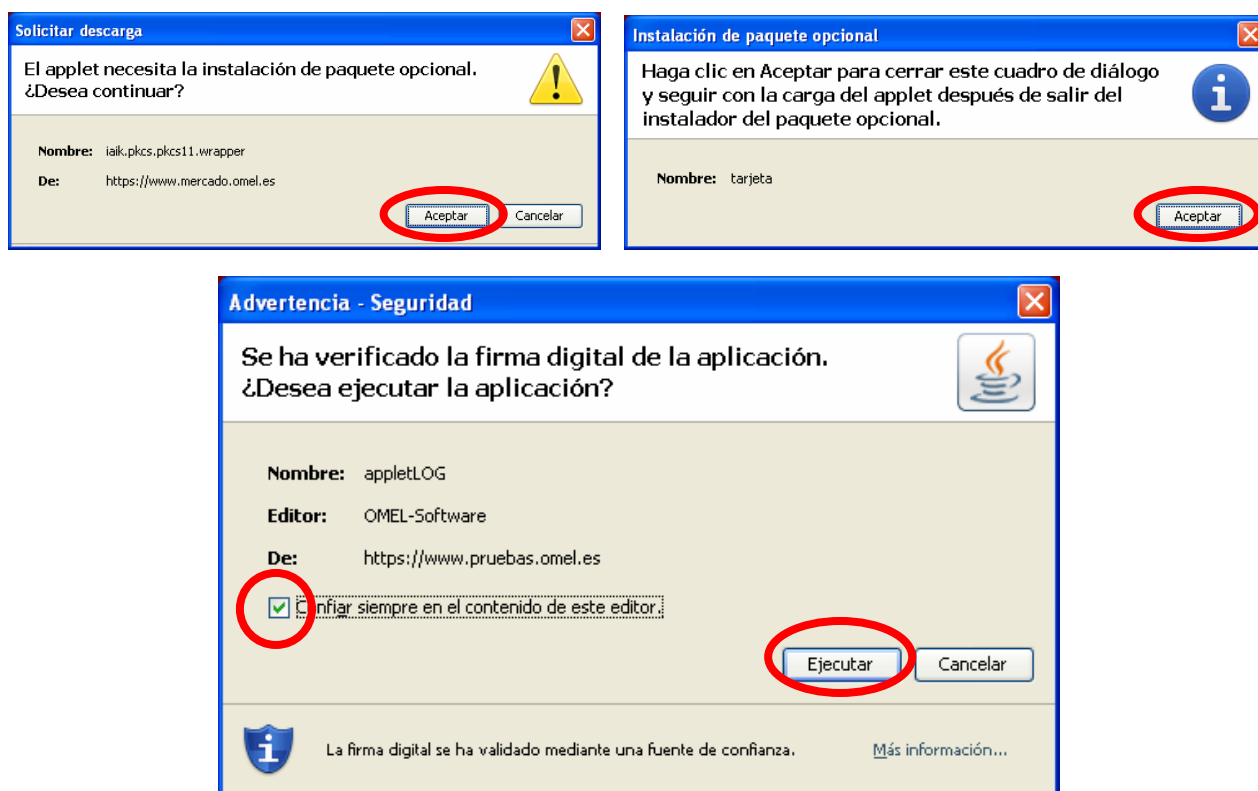 Solicitar descarga
El applet necesita la instalación de paquete opcional.
¿Desea continuar?
Nombre: iaik.pkcs.pkcs11.wrapper
De: https://www.mercado.omel.es
Aceptar Cancelar
Instalación de paquete opcional
Haga clic en Aceptar para cerrar este cuadro de diálogo
y seguir con la carga del applet después de salir del
instalador del paquete opcional.
Nombre: tarjeta
Aceptar
Advertencia - Seguridad
Se ha verificado la firma digital de la aplicación.
¿Desea ejecutar la aplicación?
Nombre: appletLOG
Editor: OMEL-Software
De: https://www.pruebas.omel.es
Confiar siempre en el contenido de este editor.
Ejecutar Cancelar
La firma digital se ha validado mediante una fuente de confianza. Más información...